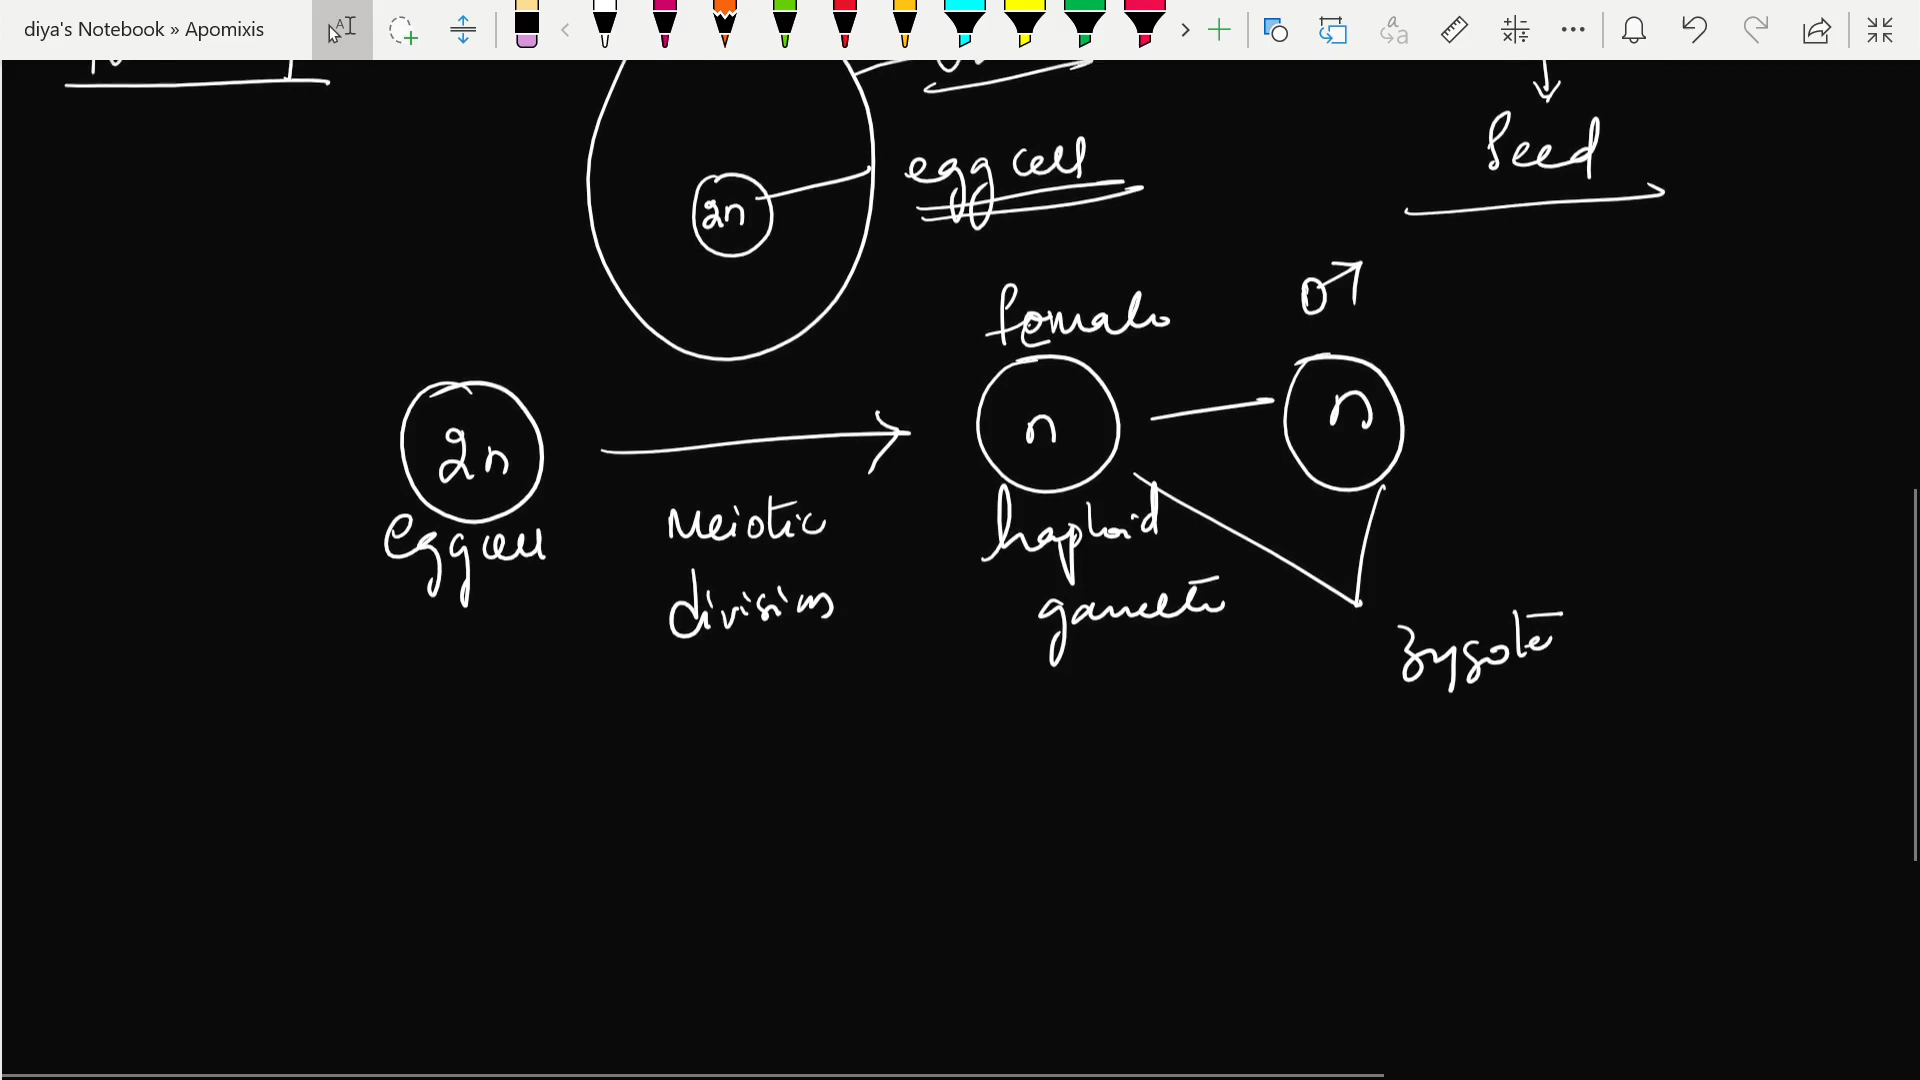 diya's Notebook » Apomixis
Seed
egg cell
2n
female
2n
n
n
egg cell
Meiotic
division
haploid
gamete
zygote